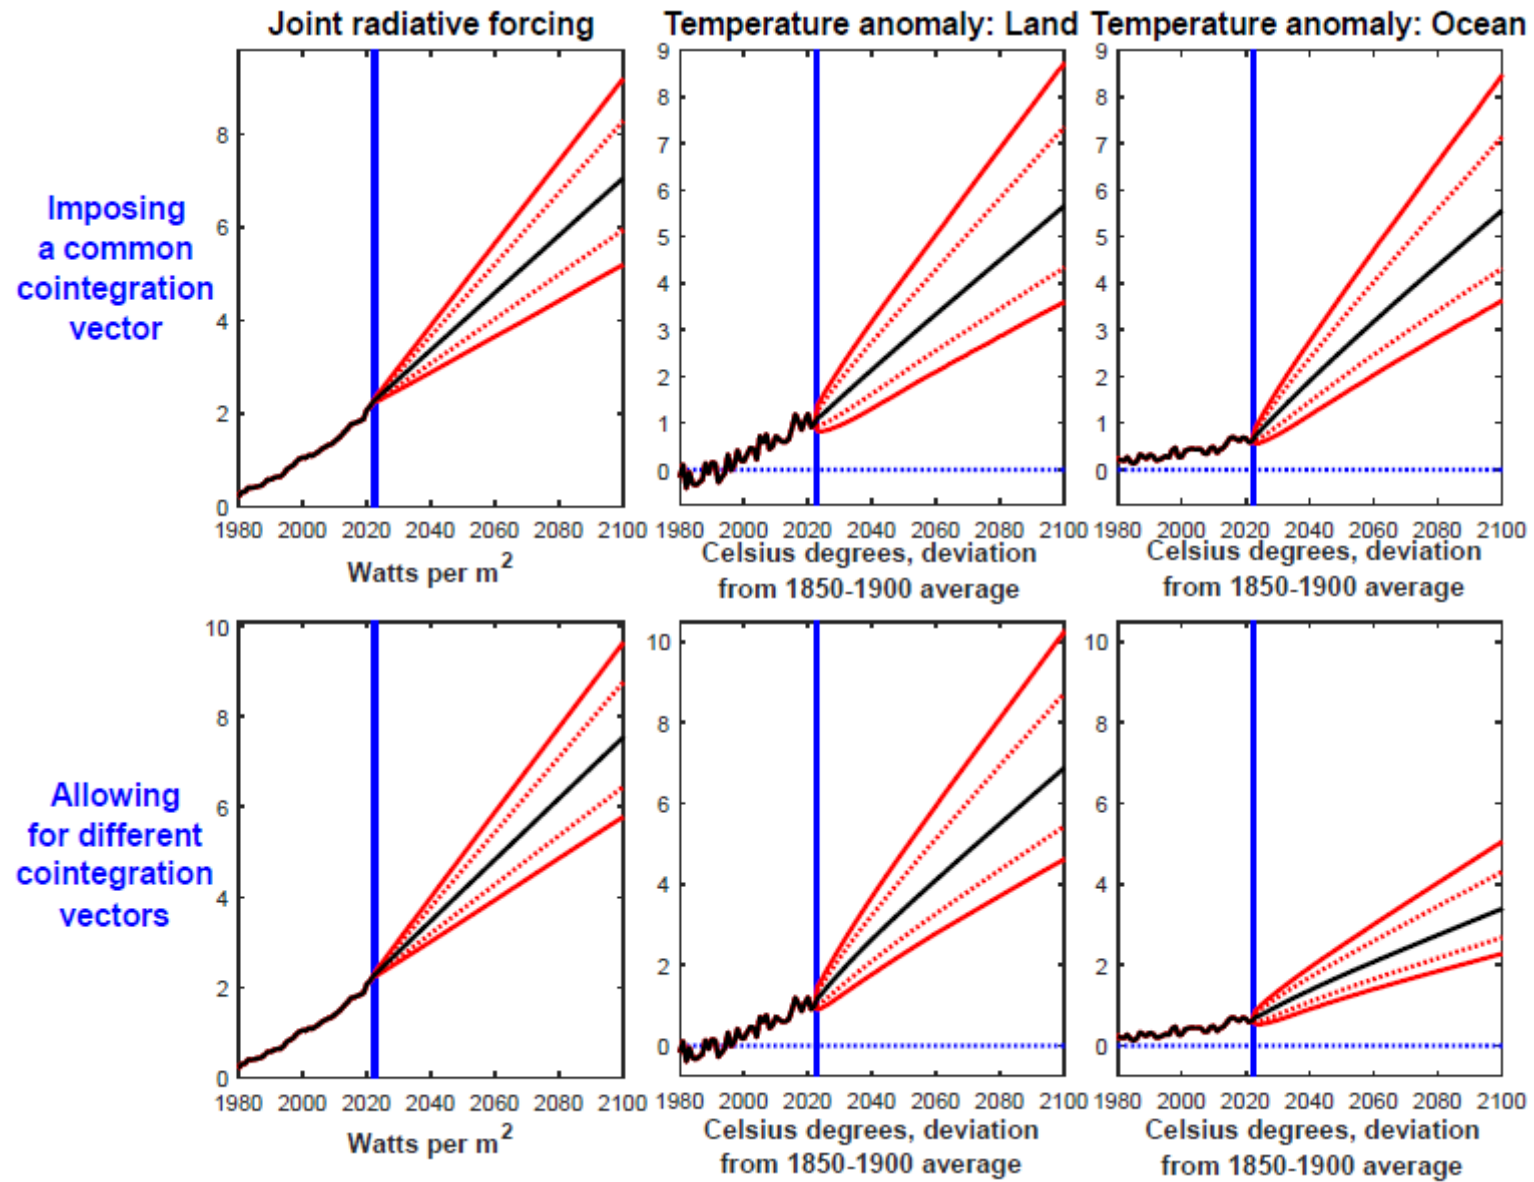 Joint radiative forcing
Temperature anomaly: Land
Temperature anomaly: Ocean
Imposing
a common
cointegration
vector
8
6
4
2
0
1980 2000 2020 2040 2060 2080 2100
Watts per m²
9
8
7
6
5
4
3
2
1
0
1980 2000 2020 2040 2060 2080 2100
Celsius degrees, deviation
from 1850-1900 average
9
8
7
6
5
4
3
2
1
0
1980 2000 2020 2040 2060 2080 2100
Celsius degrees, deviation
from 1850-1900 average
Allowing
for different
cointegration
vectors
10
8
6
4
2
0
1980 2000 2020 2040 2060 2080 2100
Watts per m²
10
8
6
4
2
0
1980 2000 2020 2040 2060 2080 2100
Celsius degrees, deviation
from 1850-1900 average
10
8
6
4
2
0
1980 2000 2020 2040 2060 2080 2100
Celsius degrees, deviation
from 1850-1900 average